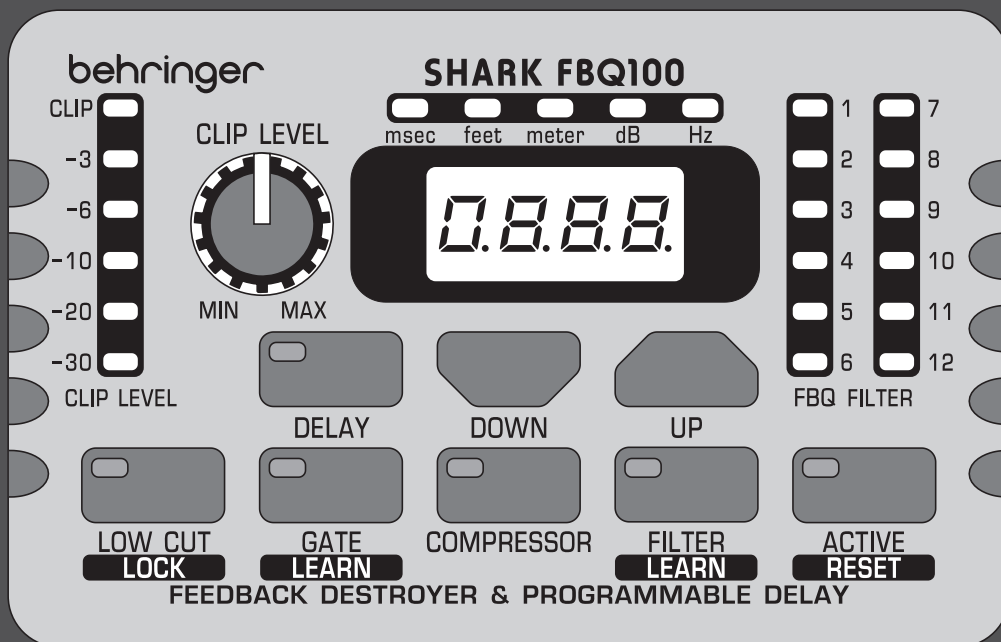 behringer
SHARK FBQ100
CLIP
-3
-6
-10
-20
-30
CLIP LEVEL
CLIP LEVEL
MIN MAX
msec feet meter dB Hz
0.8.8.8.
1
2
3
4
5
6
7
8
9
10
11
12
FBQ FILTER
DELAY DOWN UP
LOW CUT GATE COMPRESSOR FILTER ACTIVE
LOCK LEARN LEARN RESET
FEEDBACK DESTROYER & PROGRAMMABLE DELAY